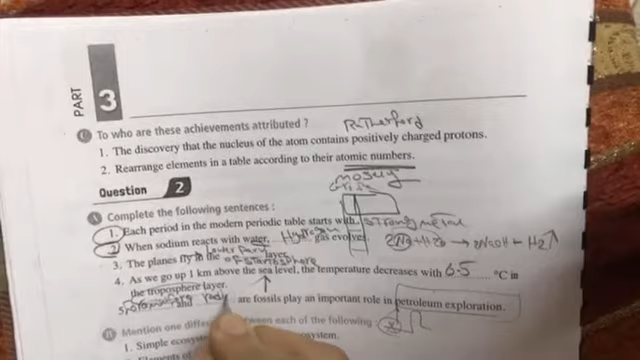 PART
3
C To who are these achievements attributed ?
RuTherford
1. The discovery that the nucleus of the atom contains positively charged protons.
2. Rearrange elements in a table according to their atomic numbers.
mosely
Question 2
A Complete the following sentences :
1. Each period in the modern periodic table starts with. strong metal
2. When sodium reacts with water, Hydrogen gas evolves. 2Na+H2O → 2NaOH + H2↑
lower part
3. The planes fly in the of stratosphere layer.
4. As we go up 1 km above the sea level, the temperature decreases with 6.5 °C in
the troposphere layer.
and are fossils play an important role in petroleum exploration.
B Mention one between each of the following
1. Simple